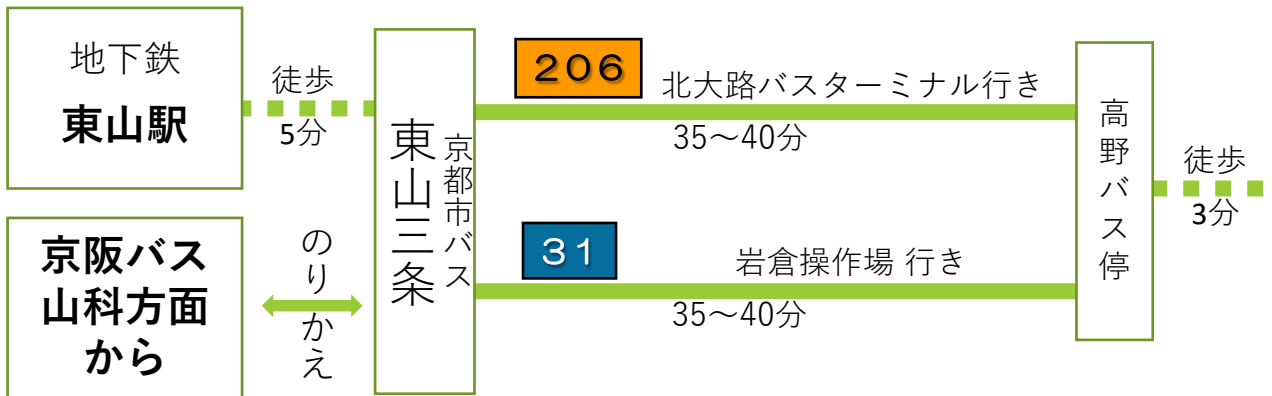 地下鉄
東山駅
徒歩
5分
京阪バス
山科方面
から
のりかえ
東山三条
京都市バス
206
北大路バスターミナル行き
35～40分
31
岩倉操作場 行き
35～40分
高野バス停
徒歩
3分